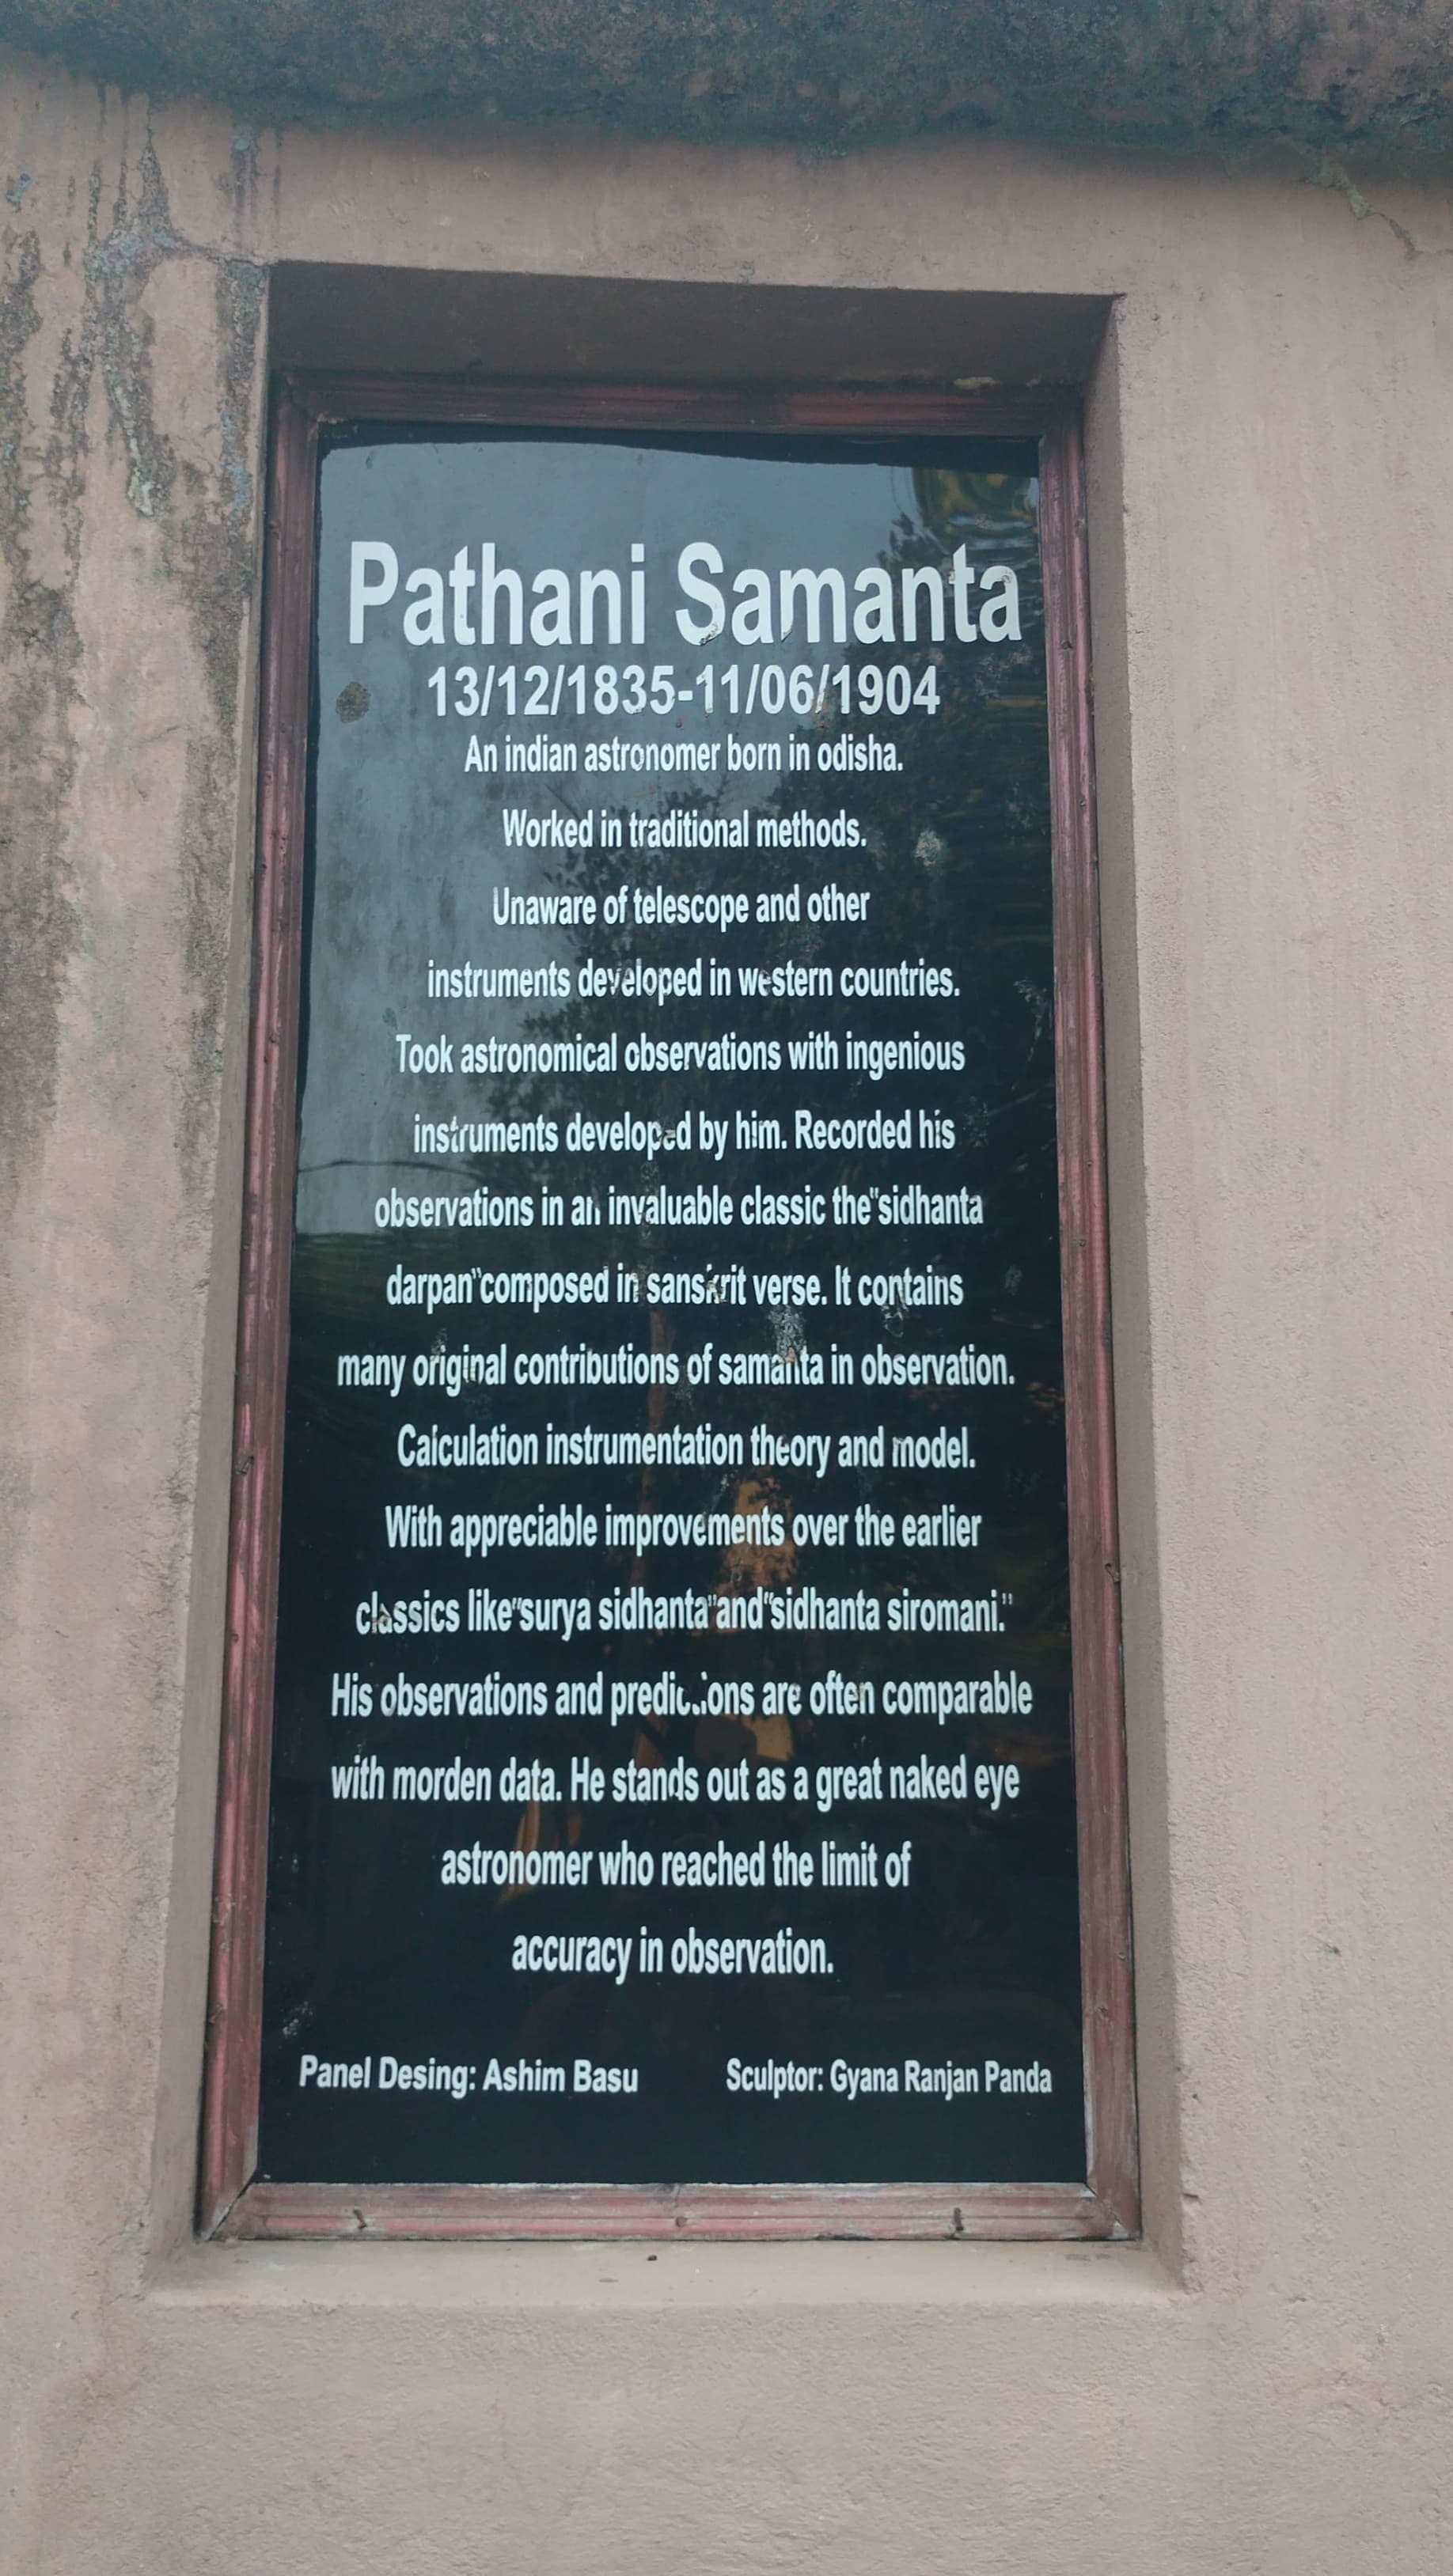 Pathani Samanta
13/12/1835-11/06/1904
An indian astronomer born in odisha.
Worked in traditional methods.
Unaware of telescope and other
instruments developed in western countries.
Took astronomical observations with ingenious
instruments developed by him. Recorded his
observations in an invaluable classic the"sidhanta
darpan"composed in sanskrit verse. It contains
many original contributions of samanta in observation.
Calculation instrumentation theory and model.
With appreciable improvements over the earlier
classics like"surya sidhanta"and"sidhanta siromani."
His observations and predictions are often comparable
with morden data. He stands out as a great naked eye
astronomer who reached the limit of
accuracy in observation.
Panel Desing: Ashim Basu Sculptor: Gyana Ranjan Panda